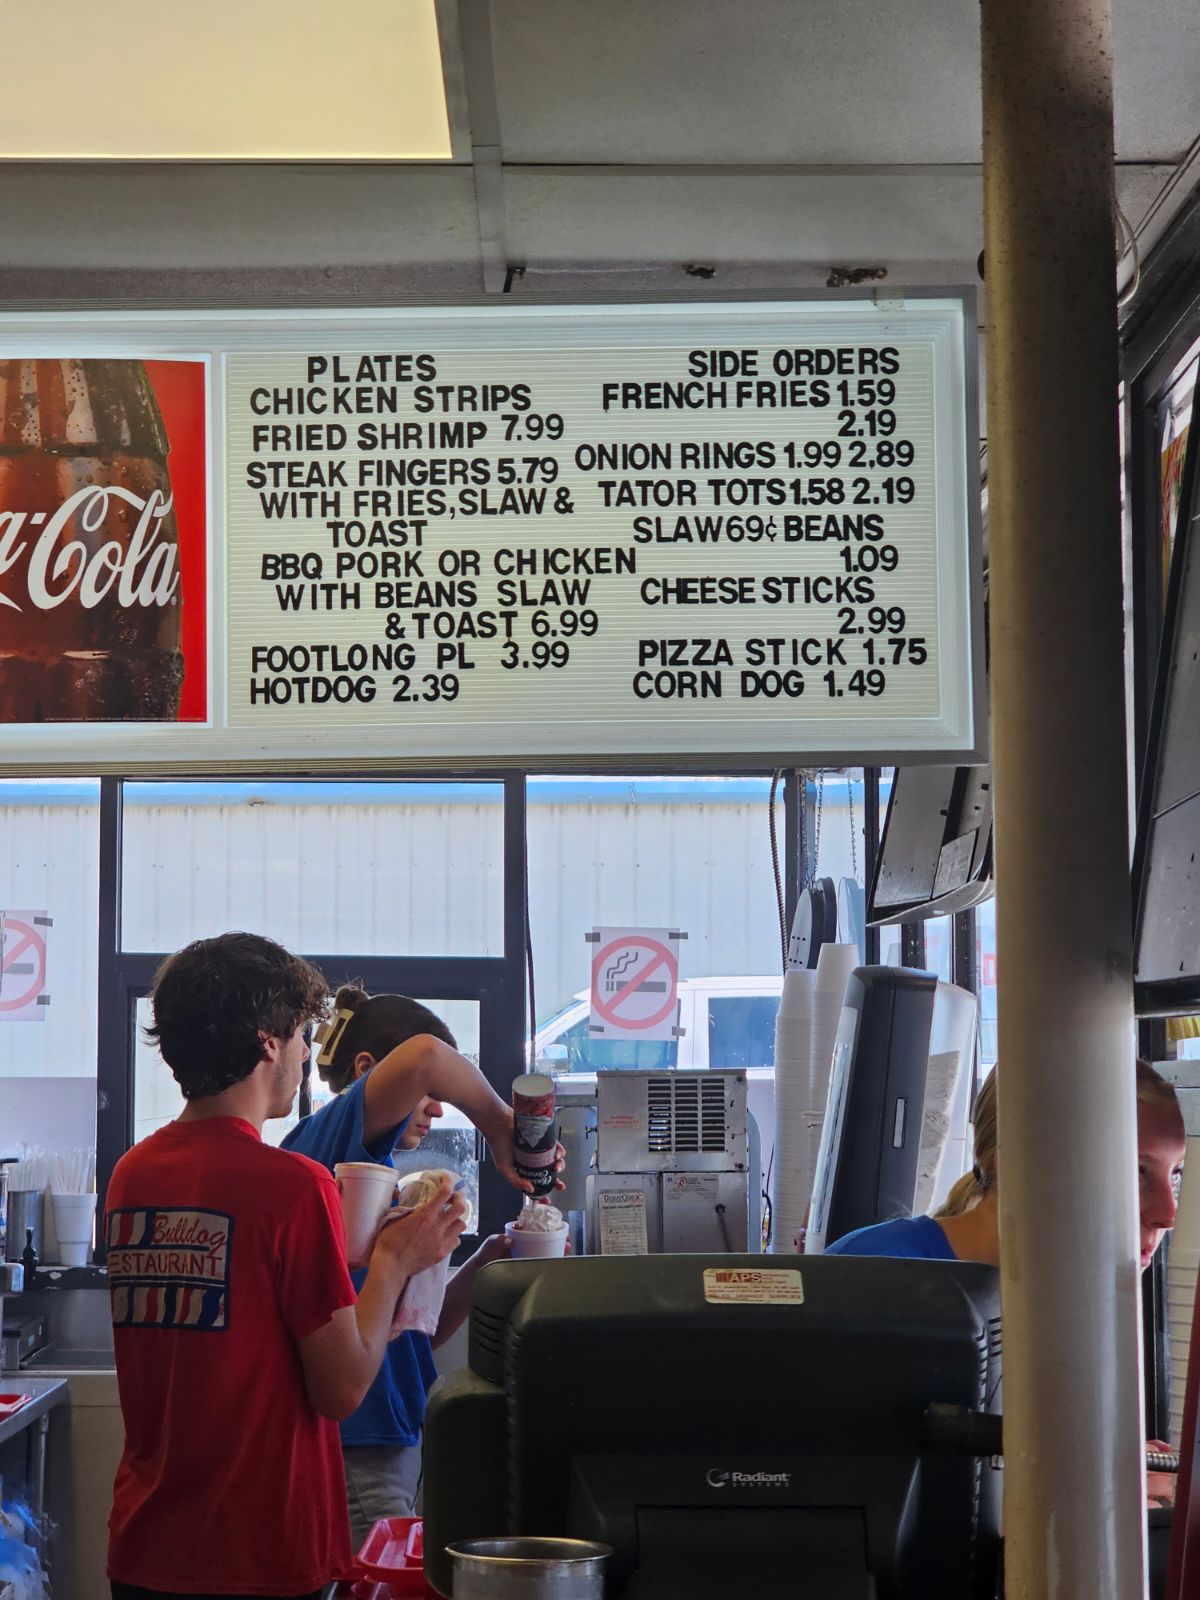 PLATES
CHICKEN STRIPS
FRIED SHRIMP 7.99
STEAK FINGERS 5.79
WITH FRIES, SLAW &
TOAST
BBQ PORK OR CHICKEN
WITH BEANS SLAW
& TOAST 6.99
FOOTLONG PL 3.99
HOTDOG 2.39
SIDE ORDERS
FRENCH FRIES 1.59
2.19
ONION RINGS 1.99 2,89
TATOR TOTS 1.58 2.19
SLAW 69¢ BEANS
1.09
CHEESE STICKS
2.99
PIZZA STICK 1.75
CORN DOG 1.49
Cola
Bulldog
ESTAURANT
APS
Radiant
SYSTEMS